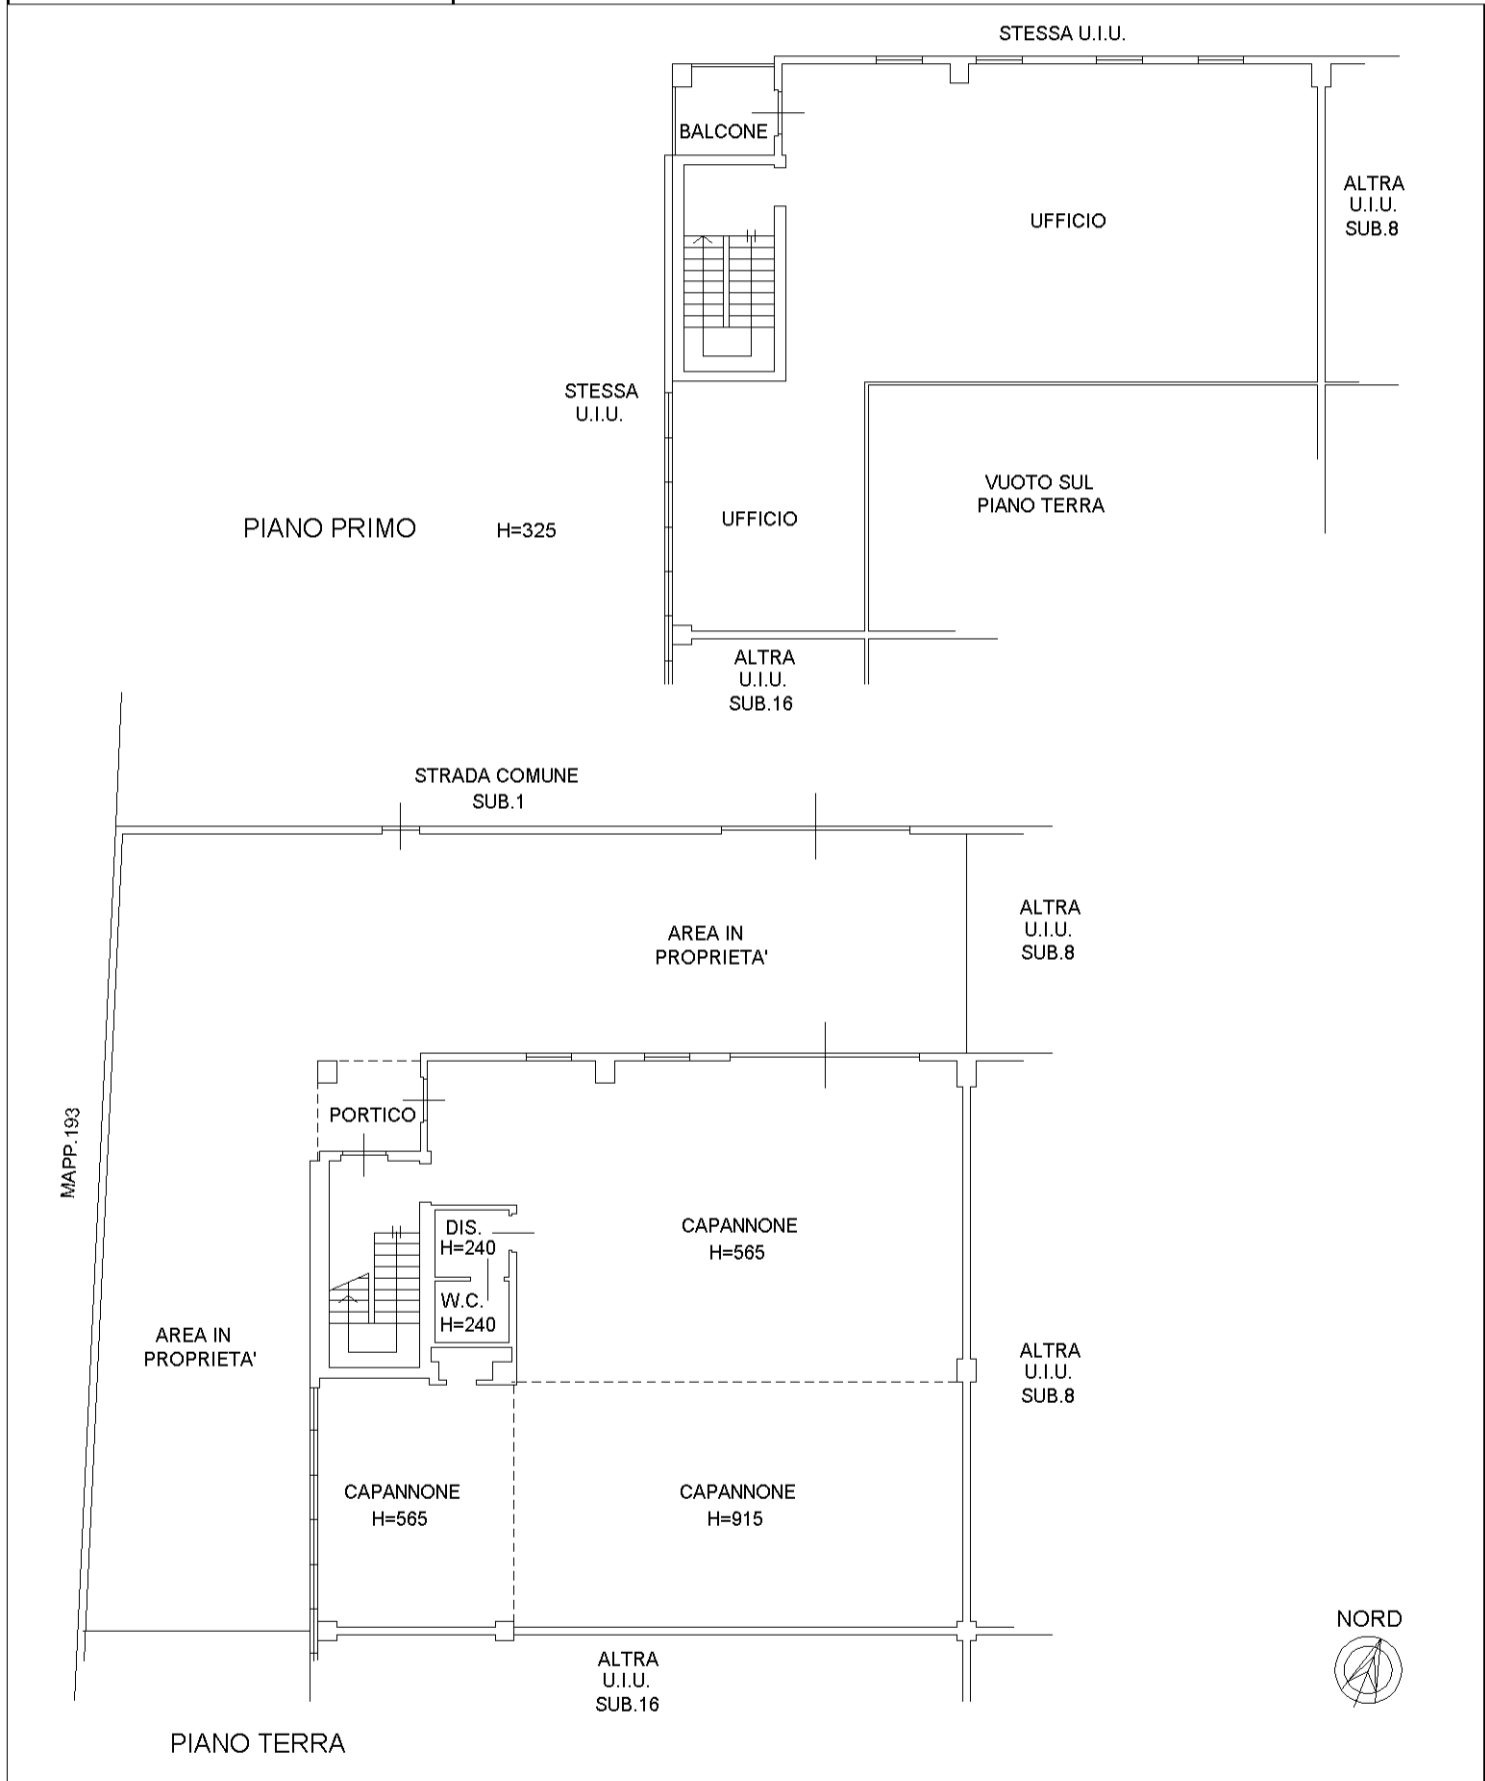 STESSA U.I.U.
BALCONE
UFFICIO
ALTRA
U.I.U.
SUB.8
STESSA
U.I.U.
PIANO PRIMO
H=325
UFFICIO
VUOTO SUL
PIANO TERRA
ALTRA
U.I.U.
SUB.16
STRADA COMUNE
SUB.1
AREA IN
PROPRIETA'
ALTRA
U.I.U.
SUB.8
MAPP.193
PORTICO
DIS.
H=240
W.C.
H=240
CAPANNONE
H=565
AREA IN
PROPRIETA'
ALTRA
U.I.U.
SUB.8
CAPANNONE
H=565
CAPANNONE
H=915
ALTRA
U.I.U.
SUB.16
NORD
PIANO TERRA